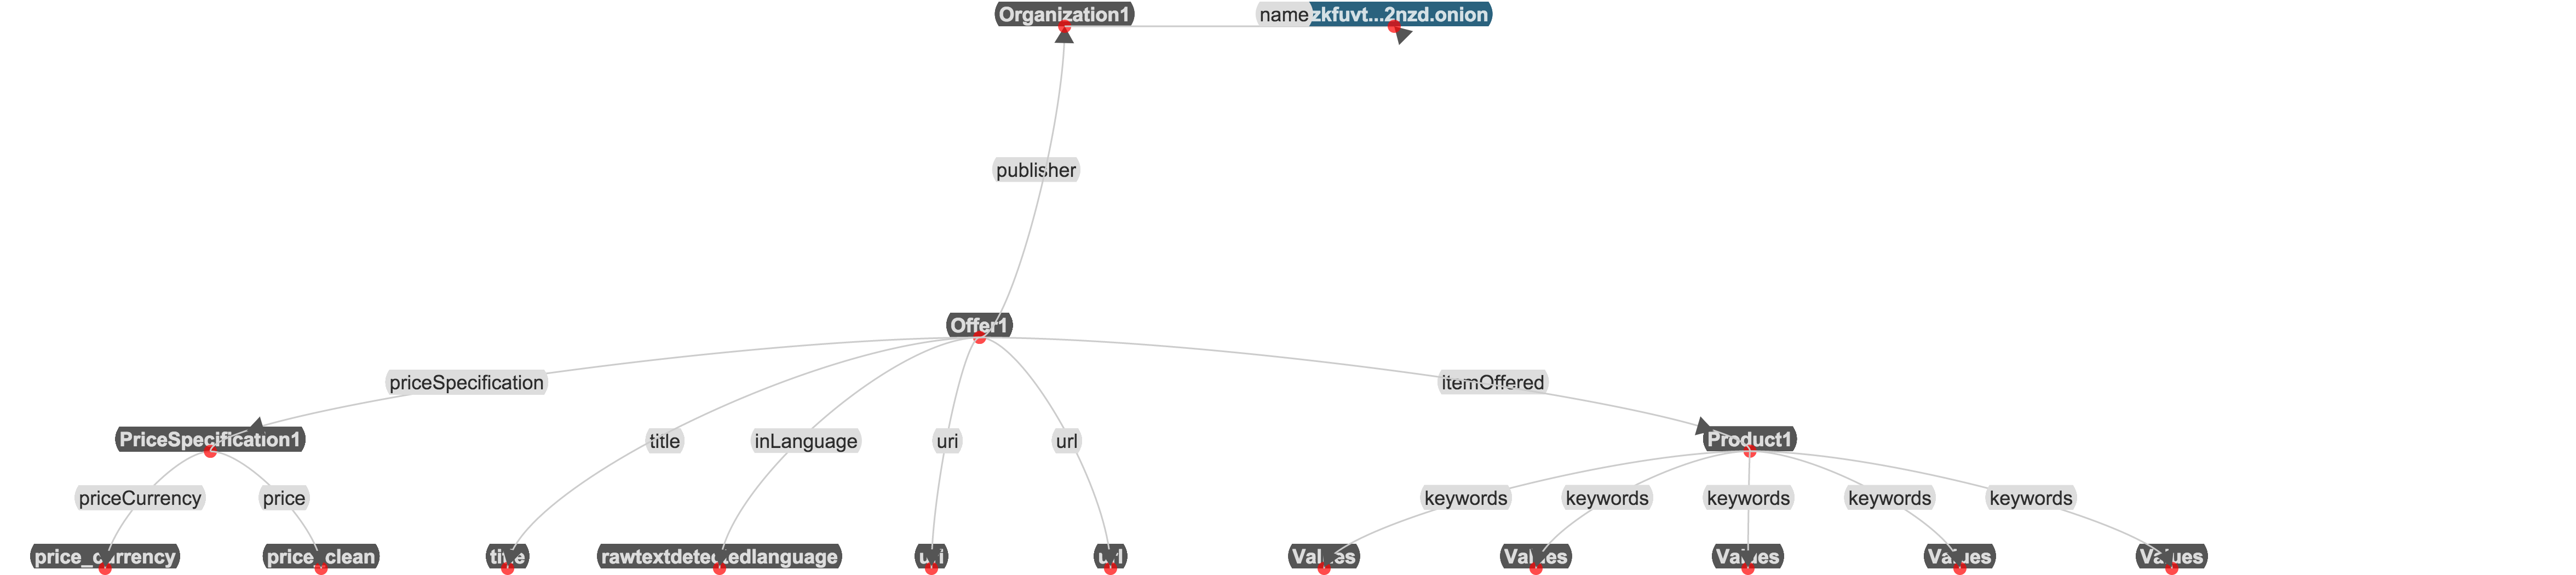 Organization1
name
zkfuvt...2nzd.onion
publisher
Offer1
priceSpecification
itemOffered
PriceSpecification1
title
inLanguage
uri
url
Product1
priceCurrency
price
keywords
keywords
keywords
keywords
keywords
price_currency
price_clean
title
rawtextdetectedlanguage
uri
url
Values
Values
Values
Values
Values